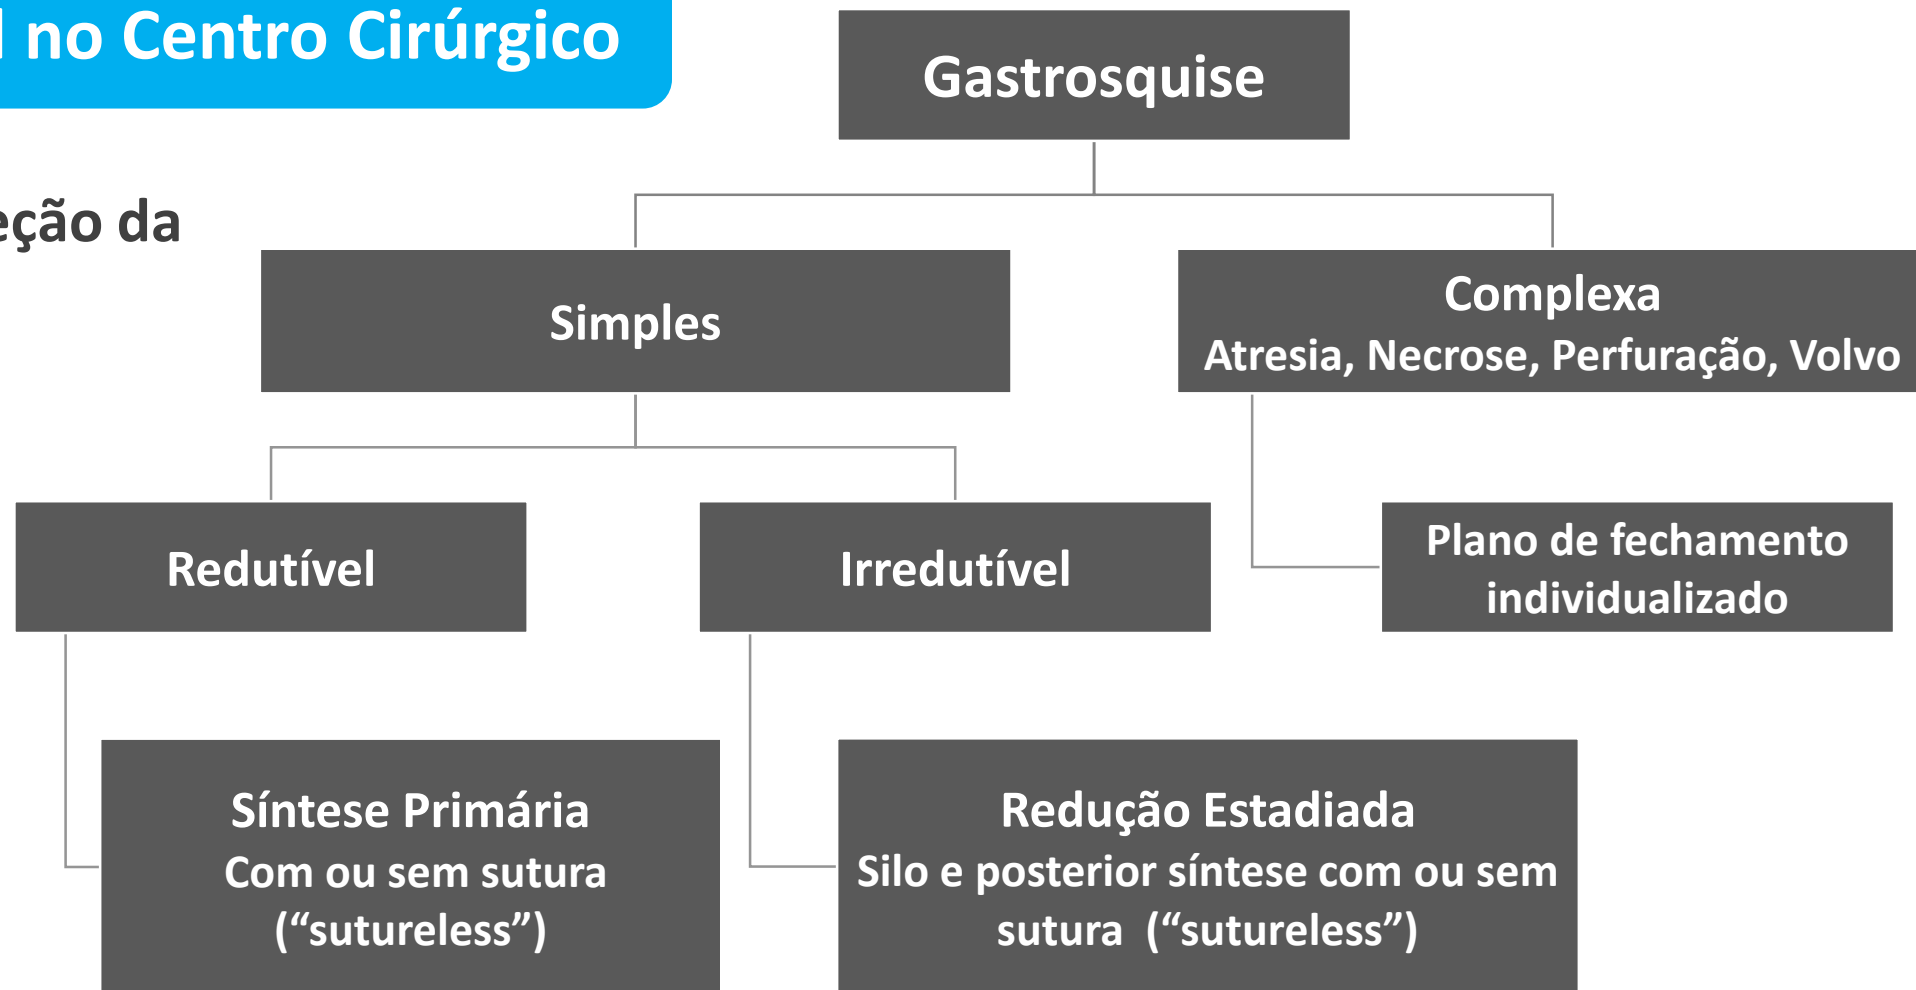 no Centro Cirúrgico
Gastrosquise
da
Simples
Complexa
Atresia, Necrose, Perfuração, Volvo
Redutível
Irredutível
Plano de fechamento
individualizado
Síntese Primária
Com ou sem sutura
(“sutureless”)
Redução Estadiada
Silo e posterior síntese com ou sem
sutura (“sutureless”)